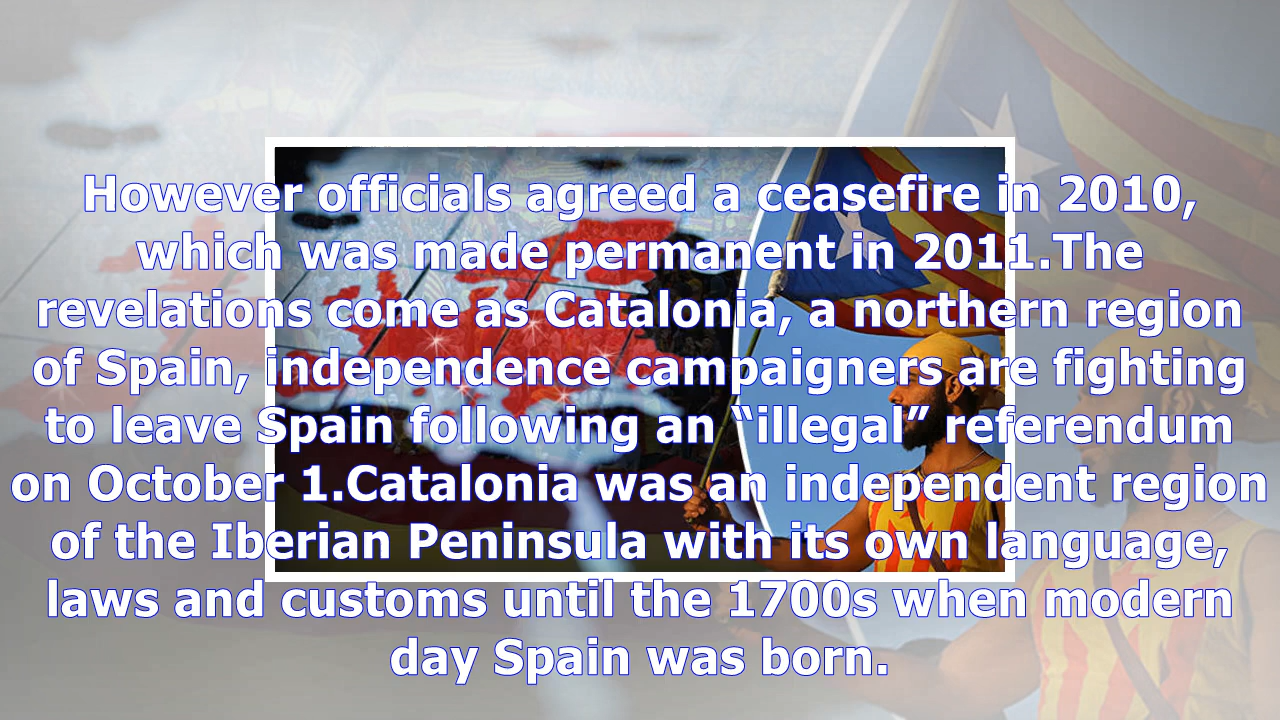 However officials agreed a ceasefire in 2010,
which was made permanent in 2011.The
revelations come as Catalonia, a northern region
of Spain, independence campaigners are fighting
to leave Spain following an “illegal” referendum
on October 1.Catalonia was an independent region
of the Iberian Peninsula with its own language,
laws and customs until the 1700s when modern
day Spain was born.